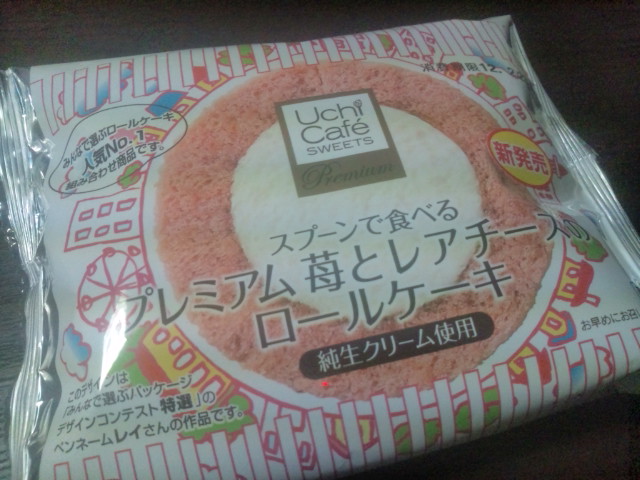 みんなで選ぶロールケーキ
人気No.1
組み合わせ商品です。
Uchi
Café
SWEETS
Premium
新発売
スプーンで食べる
プレミアム 苺とレアチーズの
ロールケーキ
純生クリーム使用
お早めにお
このデザインは
「みんなで選ぶパッケージ
デザインコンテスト特選」の
ペンネームレイさんの作品です。